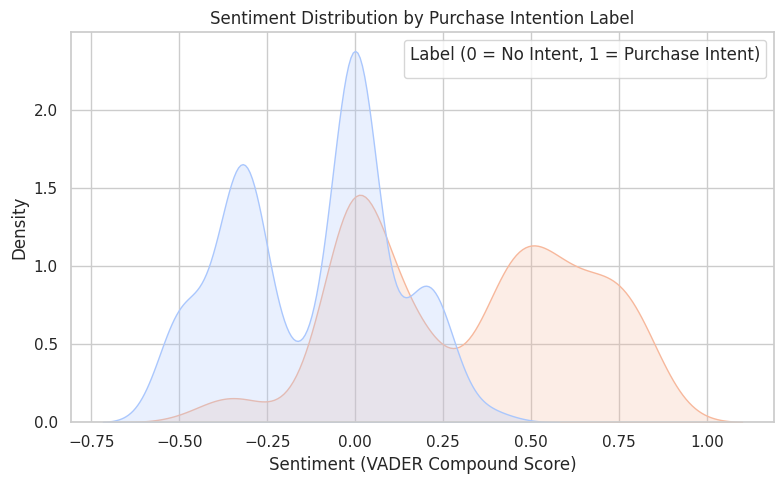 Sentiment Distribution by Purchase Intention Label
Label (0 = No Intent, 1 = Purchase Intent)
2.0
1.5
1.0
0.5
0.0
Density
−0.75 −0.50 −0.25 0.00 0.25 0.50 0.75 1.00
Sentiment (VADER Compound Score)